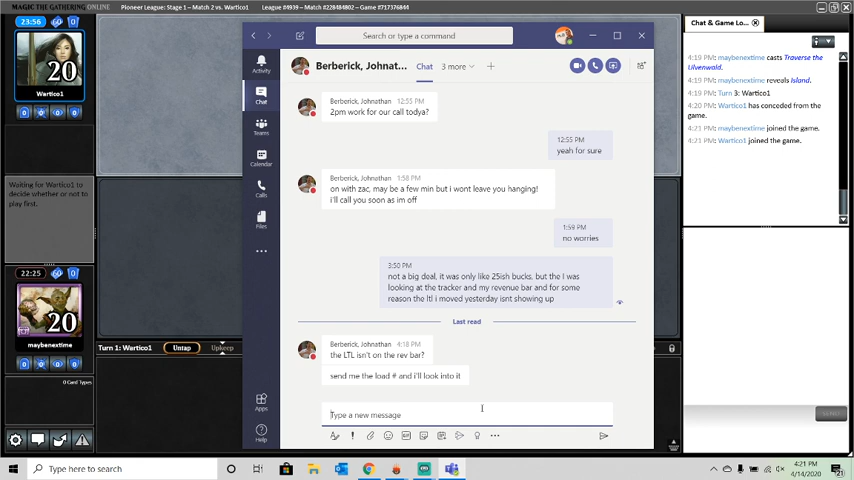 MAGIC THE GATHERING ONLINE
Pioneer League: Stage 1 - Match 2 vs. Wartico1
League #4939 - Match #228484802 - Game #717376844
23:56
0
20
Wartico1
0
0
0
0
0
0
Waiting for Wartico1 to
decide whether or not to
play first.
22:25
60
0
20
maybenextime
0
0
0
0
0
0
0 Card Types
Turn 1: Wartico1
Untap
Upkeep
Search or type a command
Activity
Chat
Teams
Calendar
Calls
Files
Apps
Help
Berberick, Johnat...
Chat
3 more
Berberick, Johnathan 12:55 PM
2pm work for our call todya?
12:55 PM
yeah for sure
Berberick, Johnathan 1:58 PM
on with zac, may be a few min but i wont leave you hanging!
i'll call you soon as im off
1:59 PM
no worries
3:50 PM
not a big deal, it was only like 25ish bucks, but the I was
looking at the tracker and my revenue bar and for some
reason the ltl i moved yesterday isnt showing up
Last read
Berberick, Johnathan 4:18 PM
the LTL isn't on the rev bar?
send me the load # and i'll look into it
Type a new message
GIF
Chat & Game Lo...
4:19 PM: maybenextime
casts Traverse the
Ulvenwald.
4:19 PM: maybenextime
reveals Island.
4:19 PM: Turn 3: Wartico1
4:20 PM: Wartico1 has conceded from the
game.
4:21 PM: maybenextime joined the game.
4:21 PM: Wartico1 joined the game.
SEND
Type here to search
4:21 PM
4/14/2020
21